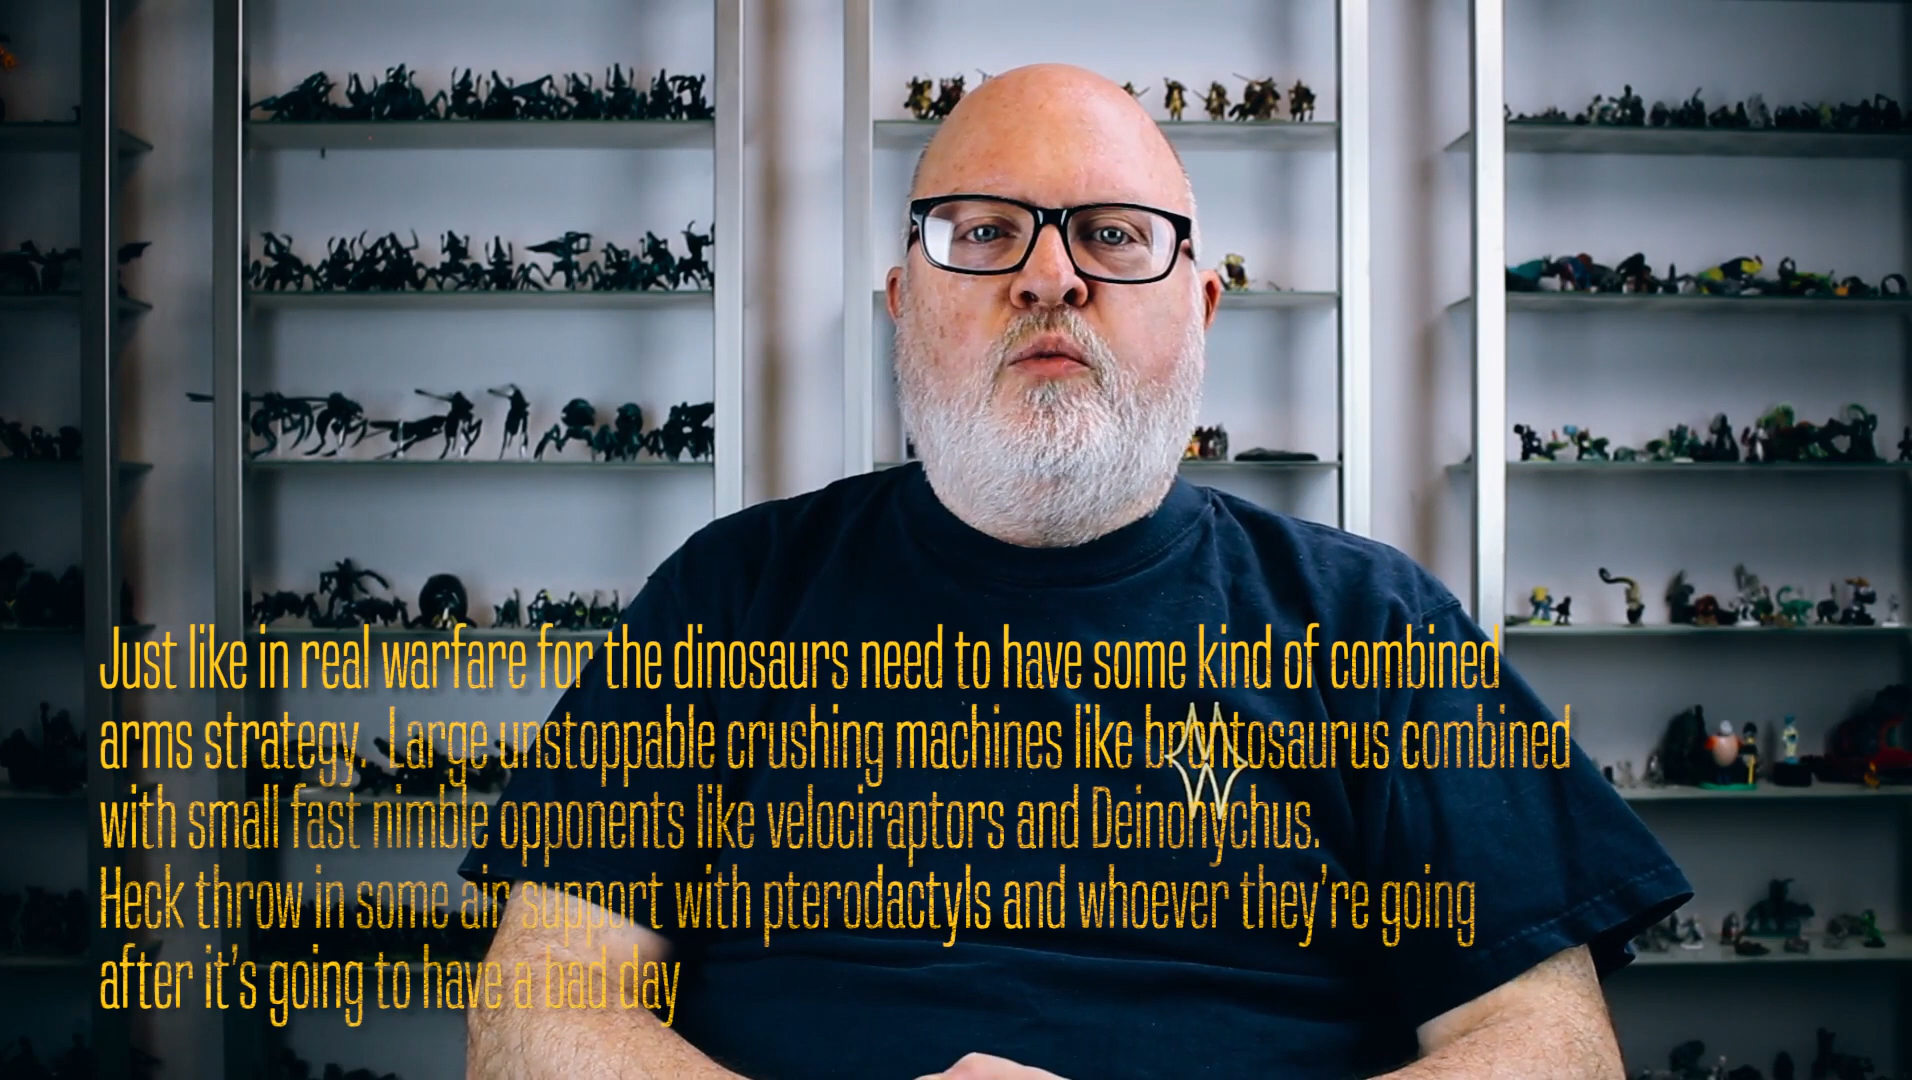 Just like in real warfare for the dinosaurs need to have some kind of combined
arms strategy. Large unstoppable crushing machines like brontosaurus combined
with small fast nimble opponents like velociraptors and Deinonychus.
Heck throw in some air support with pterodactyls and whoever they're going
after it's going to have a bad day